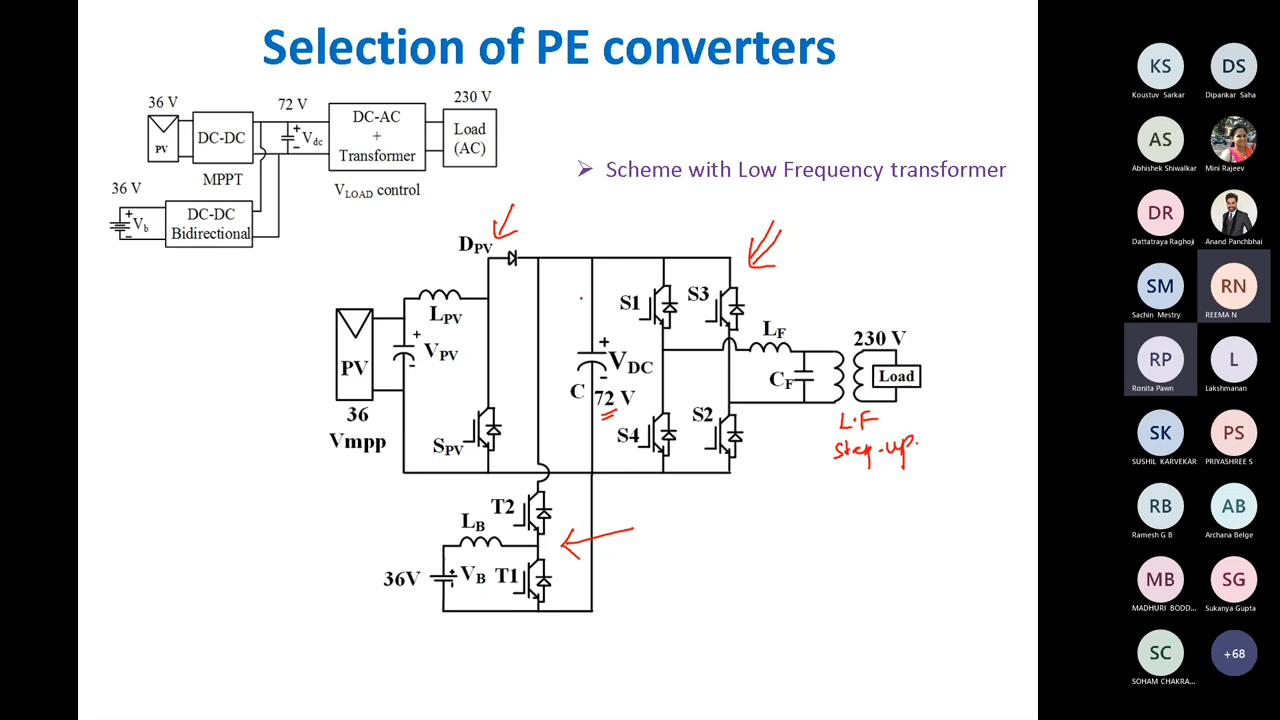 Selection of PE converters
36 V
72 V
230 V
PV
DC-DC
+
Vdc
−
DC-AC
+
Transformer
Load
(AC)
MPPT
VLOAD control
36 V
+
Vb
−
DC-DC
Bidirectional
Scheme with Low Frequency transformer
DPV
LPV
+
VPV
-
PV
36
Vmpp
SPV
+
VDC
-
C
72 V
S1
S3
S4
S2
LF
CF
230 V
Load
L.F
Step-up.
T2
LB
36V
+
VB
-
T1
KS
Koustuv Sarkar
DS
Dipankar Saha
AS
Abhishek Shiwalkar
Mini Rajeev
DR
Dattatraya Raghoji
Anand Panchbhai
SM
Sachin Mestry
RN
REEMA N
RP
Ronita Pawn
L
Lakshmanan
SK
SUSHIL KARVEKAR
PS
PRIYASHREE S
RB
Ramesh G B
AB
Archana Belge
MB
MADHURI BODD...
SG
Sukanya Gupta
SC
SOHAM CHAKRA...
+68